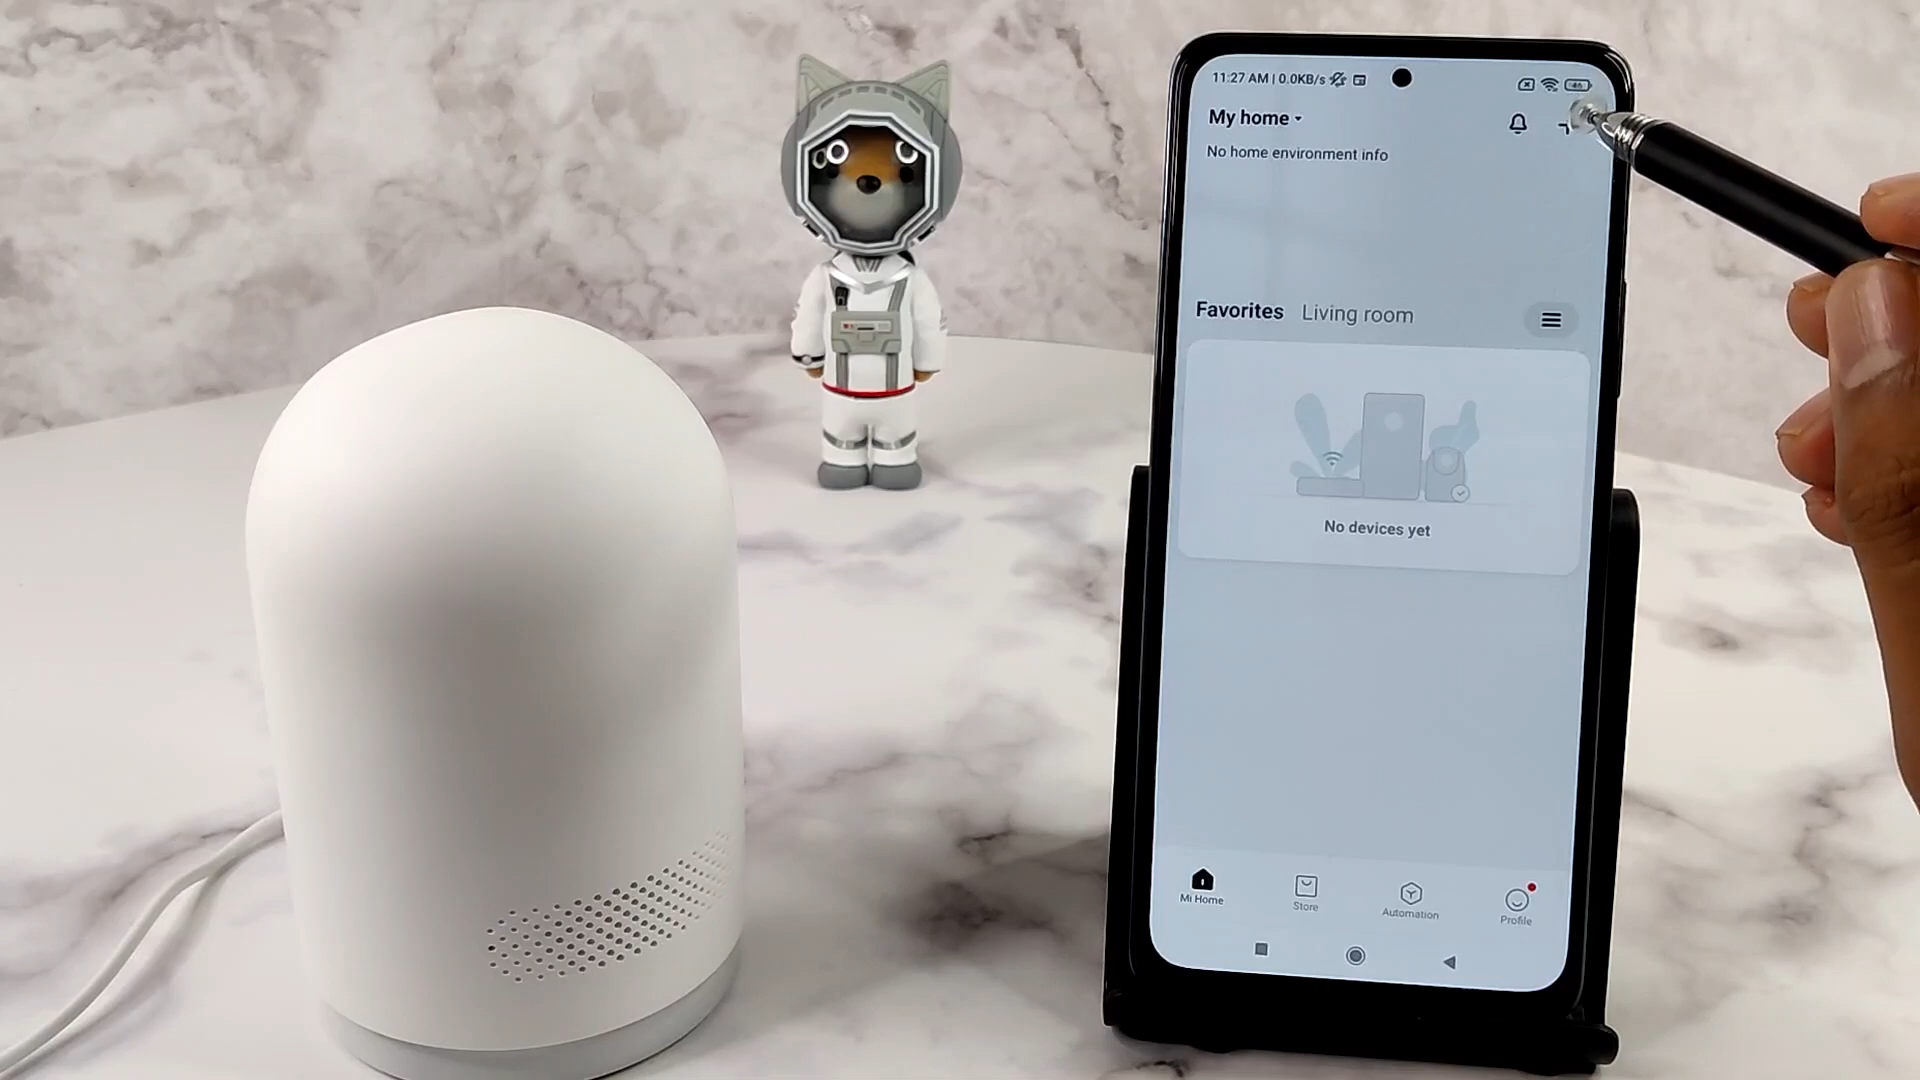 11:27 AM | 0.0KB/s
46
My home
No home environment info
Favorites Living room
No devices yet
Mi Home Store Automation Profile